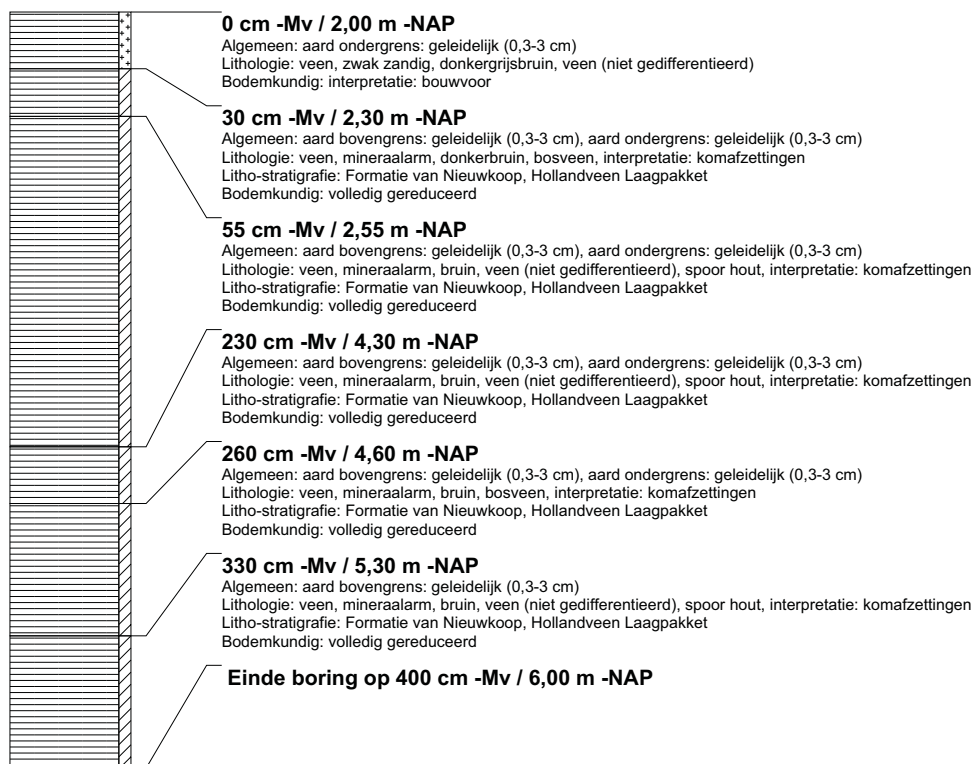 0 cm -Mv / 2,00 m -NAP
Algemeen: aard ondergrens: geleidelijk (0,3-3 cm)
Lithologie: veen, zwak zandig, donkergrijsbruin, veen (niet gedifferentieerd)
Bodemkundig: interpretatie: bouwvoor
30 cm -Mv / 2,30 m -NAP
Algemeen: aard bovengrens: geleidelijk (0,3-3 cm), aard ondergrens: geleidelijk (0,3-3 cm)
Lithologie: veen, mineraalarm, donkerbruin, bosveen, interpretatie: komafzettingen
Litho-stratigrafie: Formatie van Nieuwkoop, Hollandveen Laagpakket
Bodemkundig: volledig gereduceerd
55 cm -Mv / 2,55 m -NAP
Algemeen: aard bovengrens: geleidelijk (0,3-3 cm), aard ondergrens: geleidelijk (0,3-3 cm)
Lithologie: veen, mineraalarm, bruin, veen (niet gedifferentieerd), spoor hout, interpretatie: komafzettingen
Litho-stratigrafie: Formatie van Nieuwkoop, Hollandveen Laagpakket
Bodemkundig: volledig gereduceerd
230 cm -Mv / 4,30 m -NAP
Algemeen: aard bovengrens: geleidelijk (0,3-3 cm), aard ondergrens: geleidelijk (0,3-3 cm)
Lithologie: veen, mineraalarm, bruin, veen (niet gedifferentieerd), spoor hout, interpretatie: komafzettingen
Litho-stratigrafie: Formatie van Nieuwkoop, Hollandveen Laagpakket
Bodemkundig: volledig gereduceerd
260 cm -Mv / 4,60 m -NAP
Algemeen: aard bovengrens: geleidelijk (0,3-3 cm), aard ondergrens: geleidelijk (0,3-3 cm)
Lithologie: veen, mineraalarm, bruin, bosveen, interpretatie: komafzettingen
Litho-stratigrafie: Formatie van Nieuwkoop, Hollandveen Laagpakket
Bodemkundig: volledig gereduceerd
330 cm -Mv / 5,30 m -NAP
Algemeen: aard bovengrens: geleidelijk (0,3-3 cm)
Lithologie: veen, mineraalarm, bruin, veen (niet gedifferentieerd), spoor hout, interpretatie: komafzettingen
Litho-stratigrafie: Formatie van Nieuwkoop, Hollandveen Laagpakket
Bodemkundig: volledig gereduceerd
Einde boring op 400 cm -Mv / 6,00 m -NAP